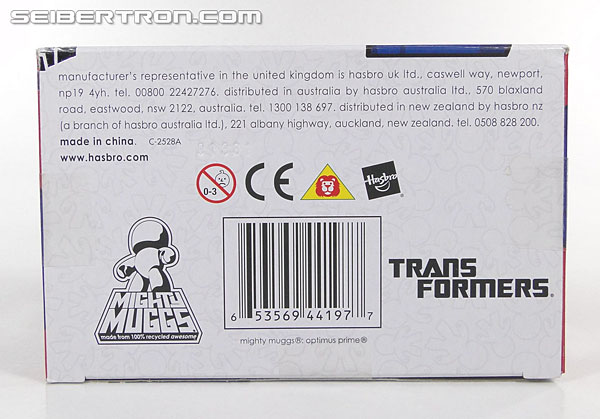 SEIBERTRON.COM
manufacturer's representative in the united kingdom is hasbro uk ltd., caswell way, newport,
np19 4yh. tel. 00800 22427276. distributed in australia by hasbro australia ltd., 570 blaxland
road, eastwood, nsw 2122, australia. tel. 1300 138 697. distributed in new zealand by hasbro nz
(a branch of hasbro australia ltd.), 221 albany highway, auckland, new zealand. tel. 0508 828 200.
made in china. C-2528A
www.hasbro.com
0-3
CE
Hasbro
MIGHTY
MUGGS
made from 100% recycled awesome
6 53569 44197 7
mighty muggs®: optimus prime®
TRANS
FORMERS®